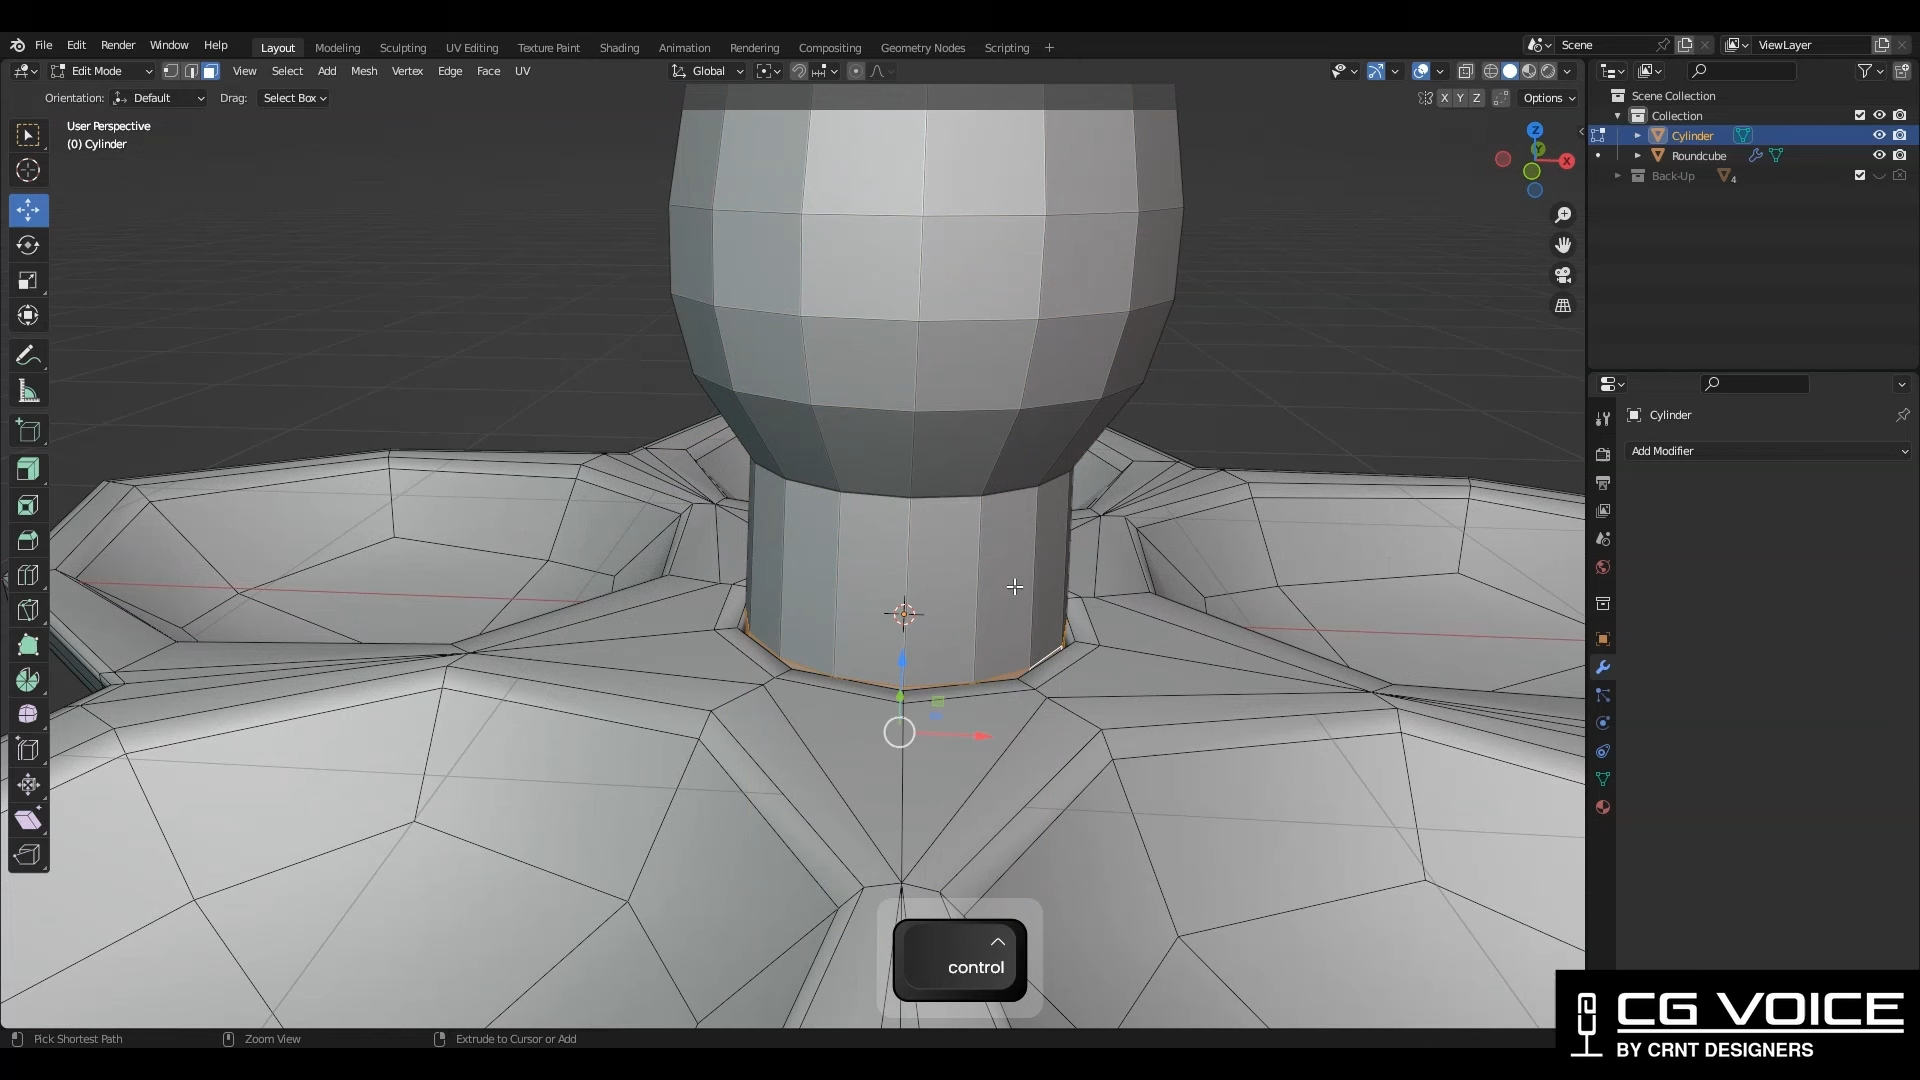 File Edit Render Window Help Layout Modeling Sculpting UV Editing Texture Paint Shading Animation Rendering Compositing Geometry Nodes Scripting + Scene ViewLayer
Edit Mode View Select Add Mesh Vertex Edge Face UV Global
Orientation: Default Drag: Select Box X Y Z Options
User Perspective
(0) Cylinder
Z
Y
X
Scene Collection
Collection
Cylinder
Roundcube
Back-Up 4
Cylinder
Add Modifier
control
Pick Shortest Path Zoom View Extrude to Cursor or Add
CG VOICE
BY CRNT DESIGNERS